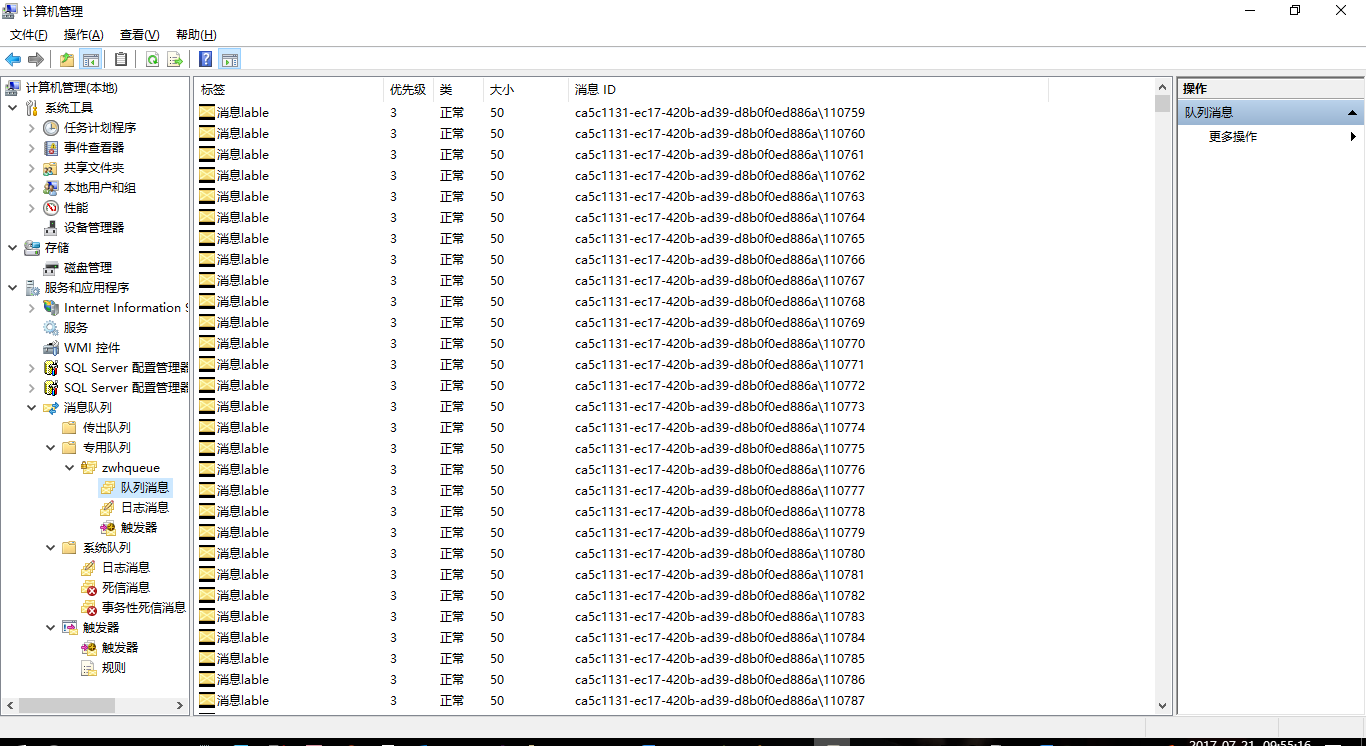 计算机管理
文件(F) 操作(A) 查看(V) 帮助(H)
计算机管理(本地)
系统工具
任务计划程序
事件查看器
共享文件夹
本地用户和组
性能
设备管理器
存储
磁盘管理
服务和应用程序
Internet Information S
服务
WMI 控件
SQL Server 配置管理器
SQL Server 配置管理器
消息队列
传出队列
专用队列
zwhqueue
队列消息
日志消息
触发器
系统队列
日志消息
死信消息
事务性死信消息
触发器
触发器
规则
标签 优先级 类 大小 消息 ID
消息lable 3 正常 50 ca5c1131-ec17-420b-ad39-d8b0f0ed886a\110759
消息lable 3 正常 50 ca5c1131-ec17-420b-ad39-d8b0f0ed886a\110760
消息lable 3 正常 50 ca5c1131-ec17-420b-ad39-d8b0f0ed886a\110761
消息lable 3 正常 50 ca5c1131-ec17-420b-ad39-d8b0f0ed886a\110762
消息lable 3 正常 50 ca5c1131-ec17-420b-ad39-d8b0f0ed886a\110763
消息lable 3 正常 50 ca5c1131-ec17-420b-ad39-d8b0f0ed886a\110764
消息lable 3 正常 50 ca5c1131-ec17-420b-ad39-d8b0f0ed886a\110765
消息lable 3 正常 50 ca5c1131-ec17-420b-ad39-d8b0f0ed886a\110766
消息lable 3 正常 50 ca5c1131-ec17-420b-ad39-d8b0f0ed886a\110767
消息lable 3 正常 50 ca5c1131-ec17-420b-ad39-d8b0f0ed886a\110768
消息lable 3 正常 50 ca5c1131-ec17-420b-ad39-d8b0f0ed886a\110769
消息lable 3 正常 50 ca5c1131-ec17-420b-ad39-d8b0f0ed886a\110770
消息lable 3 正常 50 ca5c1131-ec17-420b-ad39-d8b0f0ed886a\110771
消息lable 3 正常 50 ca5c1131-ec17-420b-ad39-d8b0f0ed886a\110772
消息lable 3 正常 50 ca5c1131-ec17-420b-ad39-d8b0f0ed886a\110773
消息lable 3 正常 50 ca5c1131-ec17-420b-ad39-d8b0f0ed886a\110774
消息lable 3 正常 50 ca5c1131-ec17-420b-ad39-d8b0f0ed886a\110775
消息lable 3 正常 50 ca5c1131-ec17-420b-ad39-d8b0f0ed886a\110776
消息lable 3 正常 50 ca5c1131-ec17-420b-ad39-d8b0f0ed886a\110777
消息lable 3 正常 50 ca5c1131-ec17-420b-ad39-d8b0f0ed886a\110778
消息lable 3 正常 50 ca5c1131-ec17-420b-ad39-d8b0f0ed886a\110779
消息lable 3 正常 50 ca5c1131-ec17-420b-ad39-d8b0f0ed886a\110780
消息lable 3 正常 50 ca5c1131-ec17-420b-ad39-d8b0f0ed886a\110781
消息lable 3 正常 50 ca5c1131-ec17-420b-ad39-d8b0f0ed886a\110782
消息lable 3 正常 50 ca5c1131-ec17-420b-ad39-d8b0f0ed886a\110783
消息lable 3 正常 50 ca5c1131-ec17-420b-ad39-d8b0f0ed886a\110784
消息lable 3 正常 50 ca5c1131-ec17-420b-ad39-d8b0f0ed886a\110785
消息lable 3 正常 50 ca5c1131-ec17-420b-ad39-d8b0f0ed886a\110786
消息lable 3 正常 50 ca5c1131-ec17-420b-ad39-d8b0f0ed886a\110787
操作
队列消息
更多操作
2017-07-21 09:55:16